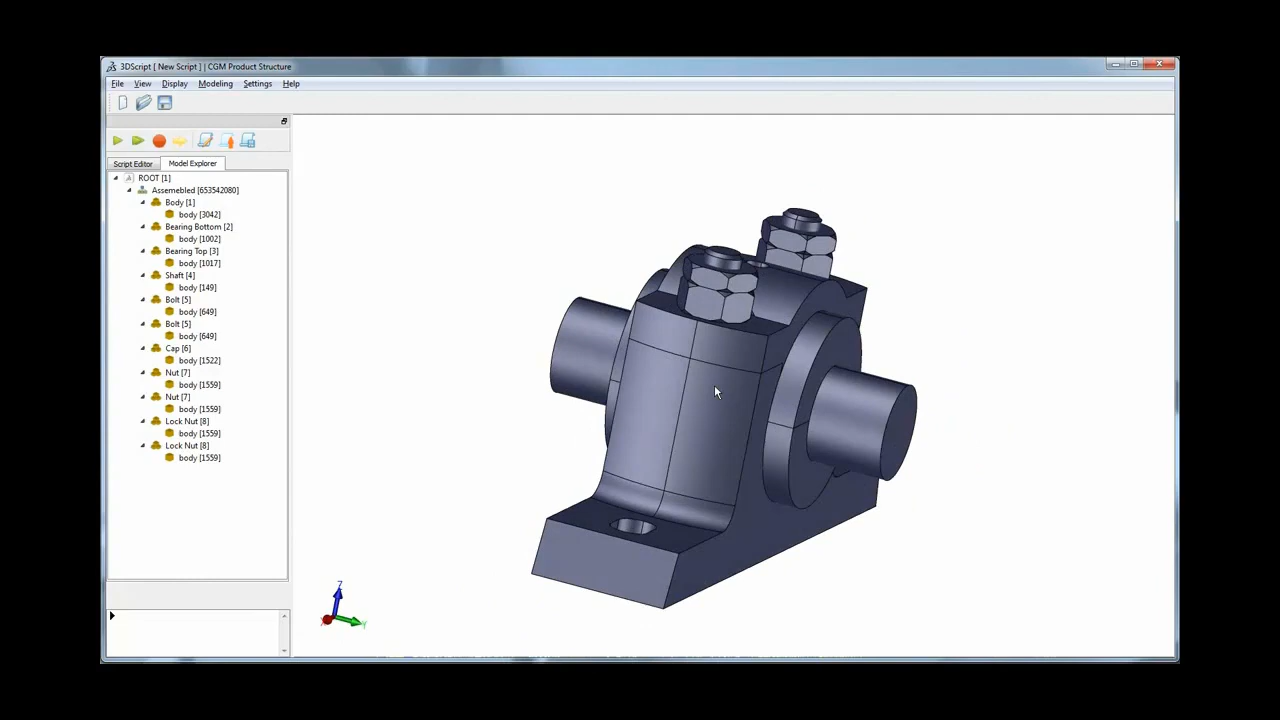 3DScript [ New Script ] | CGM Product Structure
File View Display Modeling Settings Help
Script Editor Model Explorer
ROOT [1]
Assemebled [653542080]
Body [1]
body [3042]
Bearing Bottom [2]
body [1002]
Bearing Top [3]
body [1017]
Shaft [4]
body [149]
Bolt [5]
body [649]
Bolt [5]
body [649]
Cap [6]
body [1522]
Nut [7]
body [1559]
Nut [7]
body [1559]
Lock Nut [8]
body [1559]
Lock Nut [8]
body [1559]
Z
X
Y